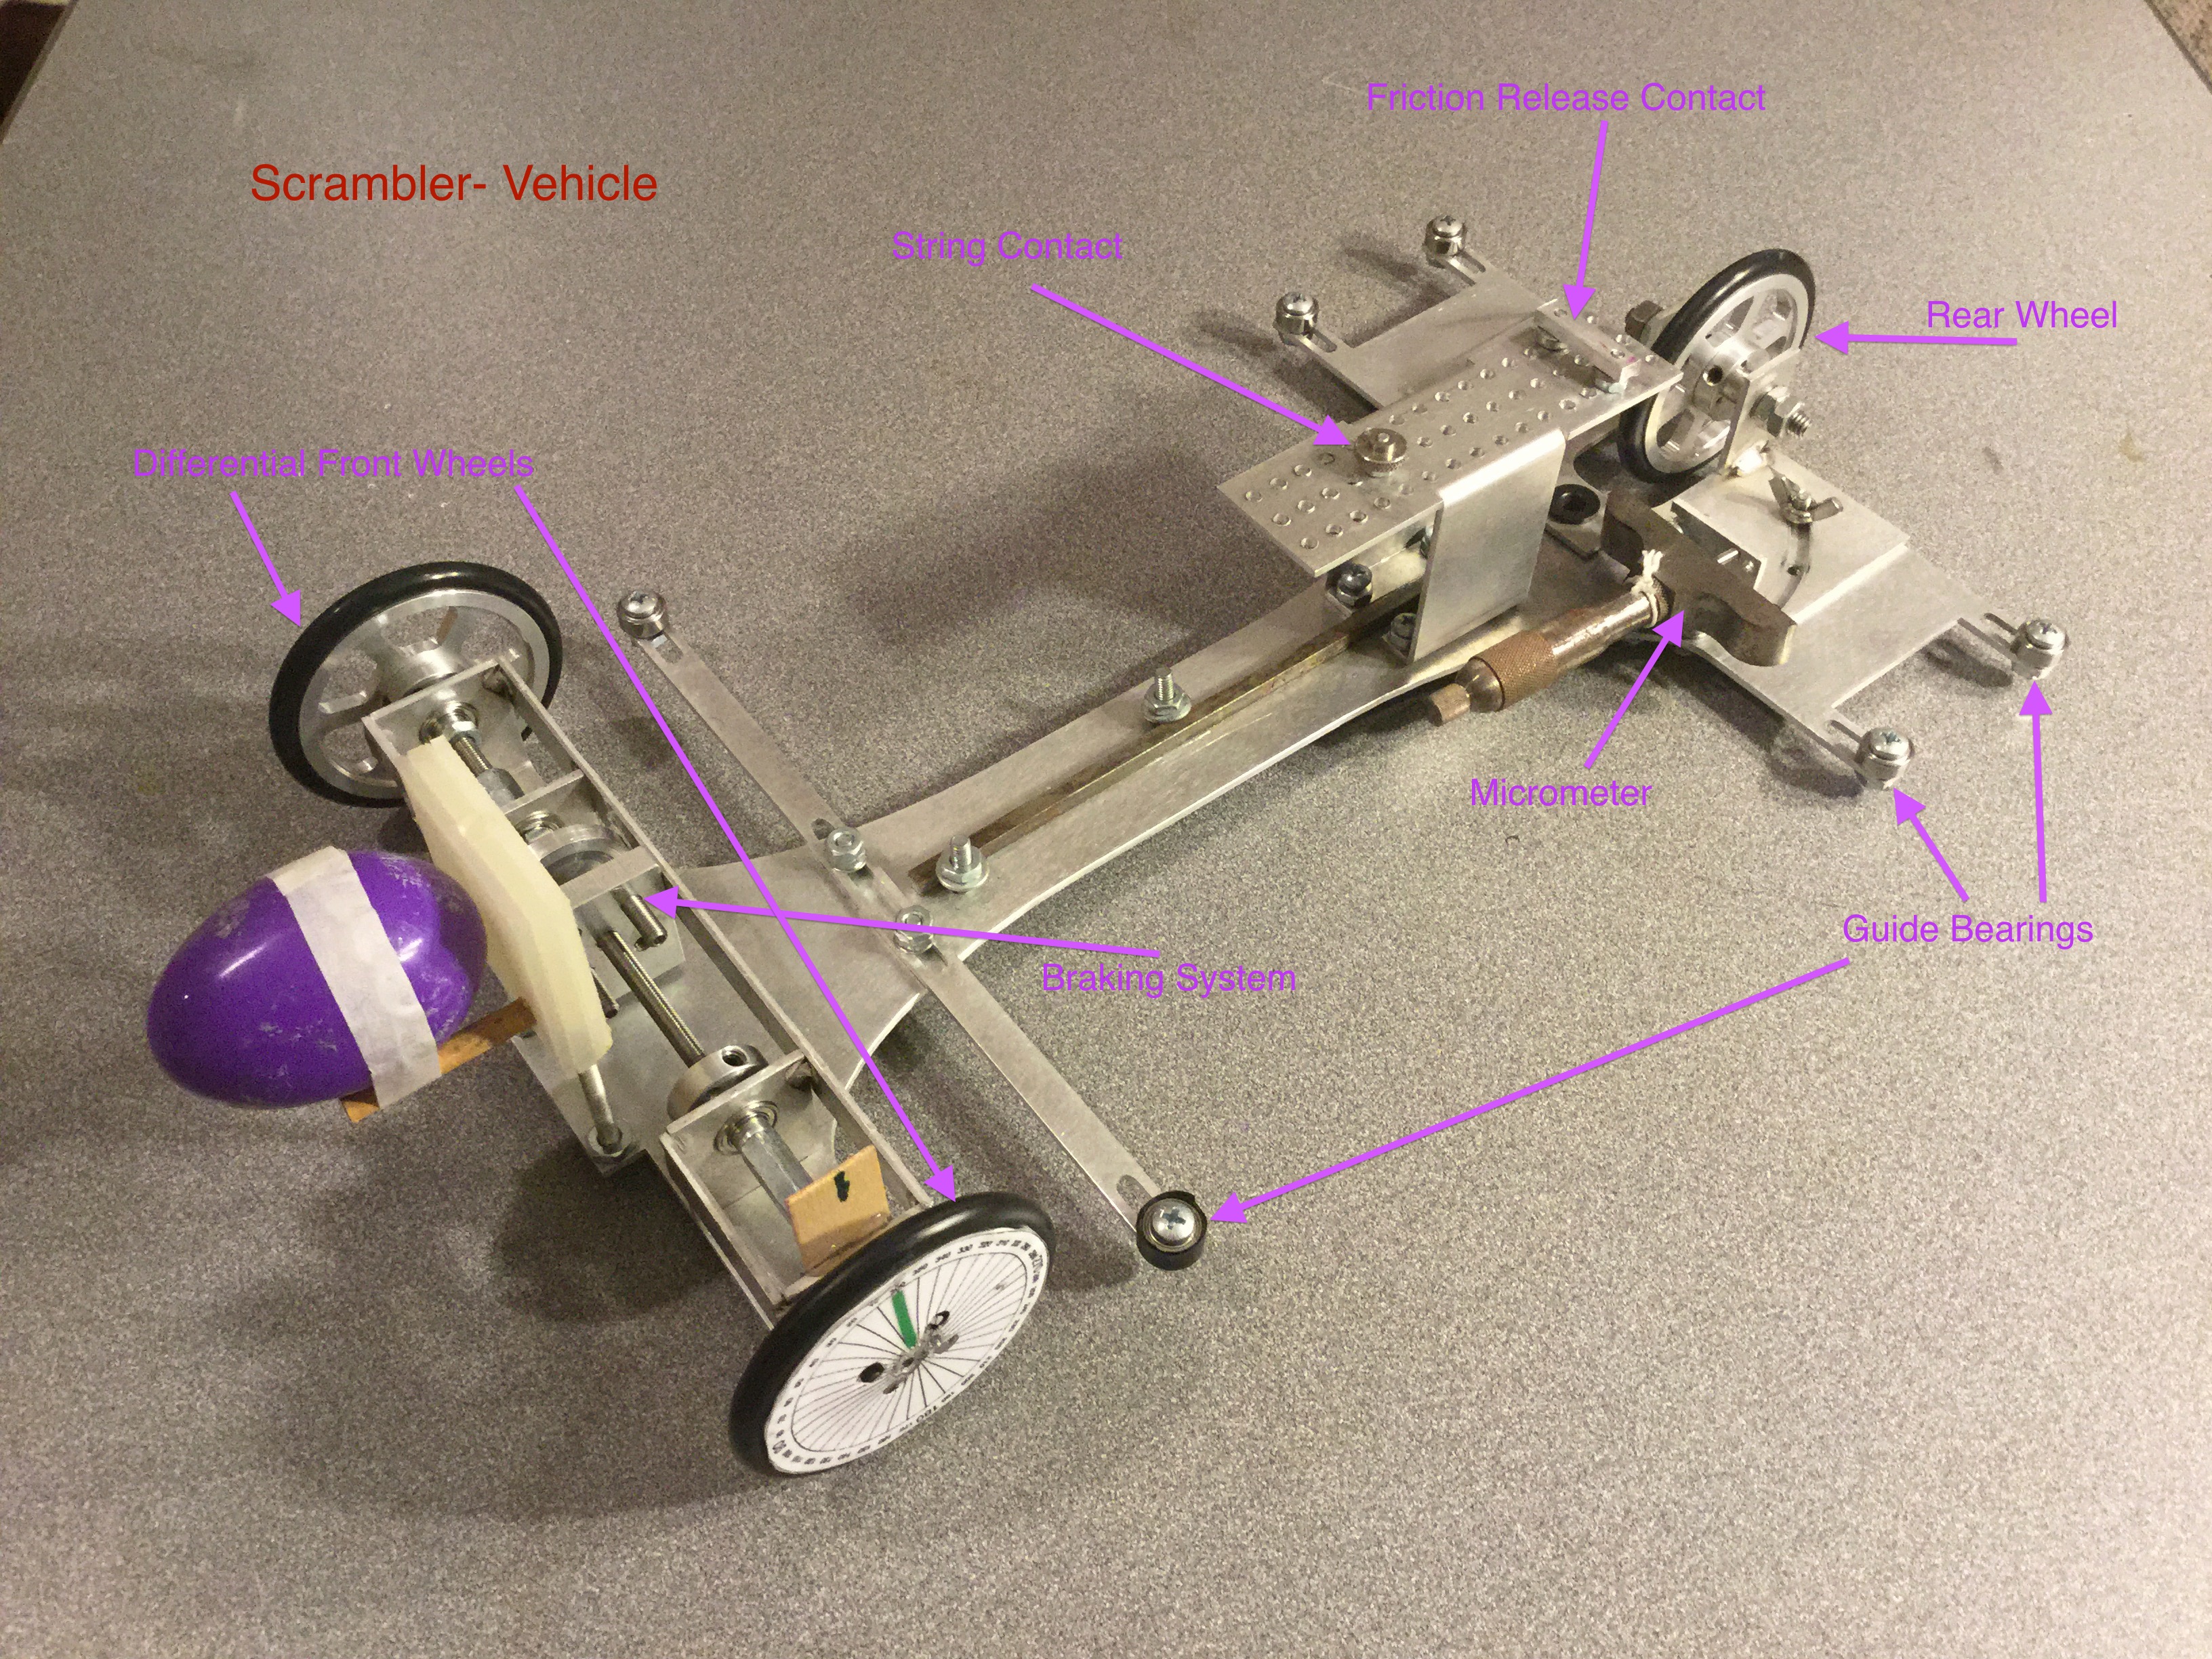 Friction Release Contact
Scrambler- Vehicle
String Contact
Rear Wheel
Differential Front Wheels
Micrometer
Guide Bearings
Braking System